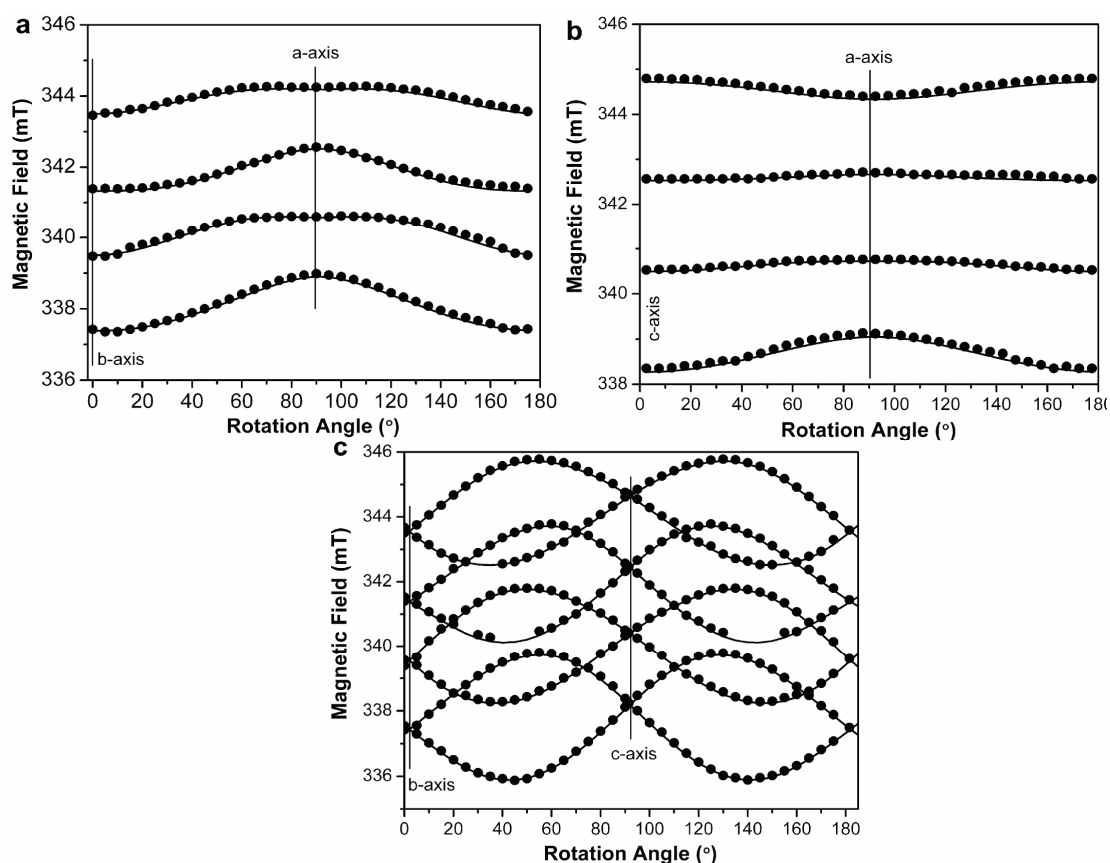 a
346
344
342
340
338
336
Magnetic Field (mT)
a-axis
b-axis
0 20 40 60 80 100 120 140 160 180
Rotation Angle (°)
b
346
344
342
340
338
Magnetic Field (mT)
a-axis
c-axis
0 20 40 60 80 100 120 140 160 180
Rotation Angle (°)
c
346
344
342
340
338
336
Magnetic Field (mT)
b-axis
c-axis
0 20 40 60 80 100 120 140 160 180
Rotation Angle (°)